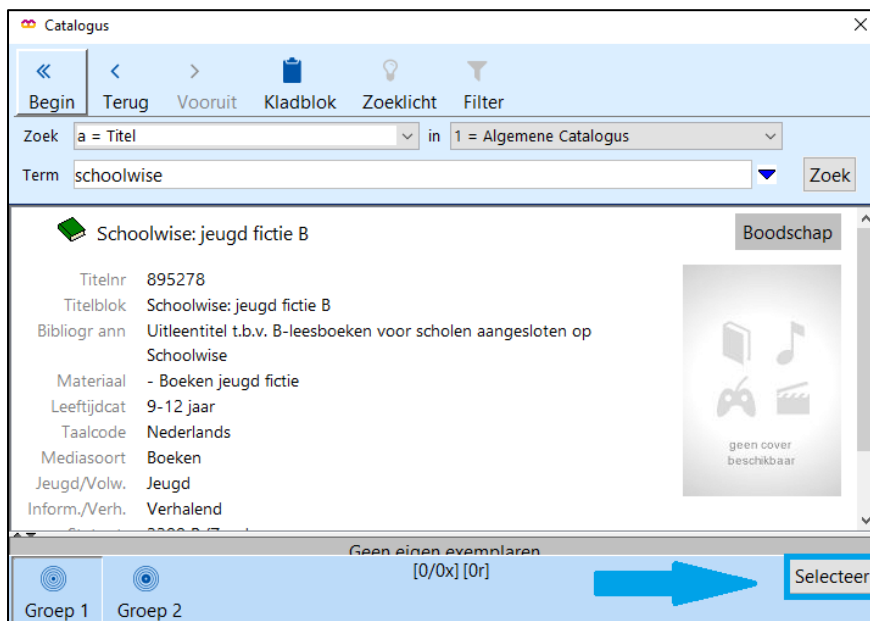 Catalogus
Begin Terug Vooruit Kladblok Zoeklicht Filter
Zoek a = Titel in 1 = Algemene Catalogus
Term schoolwise Zoek
Schoolwise: jeugd fictie B Boodschap
Titelnr 895278
Titelblok Schoolwise: jeugd fictie B
Bibliogr ann Uitleentitel t.b.v. B-leesboeken voor scholen aangesloten op
Schoolwise
Materiaal - Boeken jeugd fictie
Leeftijdcat 9-12 jaar
Taalcode Nederlands
Mediasoort Boeken
Jeugd/Volw. Jeugd
Inform./Verh. Verhalend
geen cover
beschikbaar
Geen eigen exemplaren
[0/0x] [0r] Selecteer
Groep 1 Groep 2